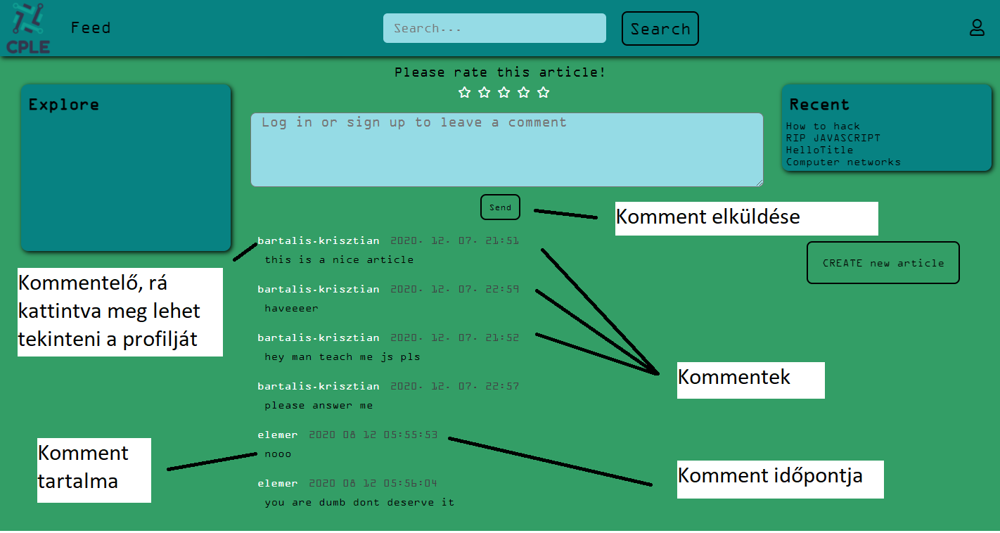 CPLE
Feed
Search...
Search
Please rate this article!
Explore
Log in or sign up to leave a comment
Recent
How to hack
RIP JAVASCRIPT
HelloTitle
Computer networks
Send
Komment elküldése
bartalis-krisztian 2020. 12. 07. 21:51
this is a nice article
CREATE new article
Kommentelő, rá
kattintva meg lehet
tekinteni a profilját
bartalis-krisztian 2020. 12. 07. 22:59
haveeeer
bartalis-krisztian 2020. 12. 07. 21:52
hey man teach me js pls
Kommentek
bartalis-krisztian 2020. 12. 07. 22:57
please answer me
elemer 2020 08 12 05:55:53
nooo
Komment
tartalma
Komment időpontja
elemer 2020 08 12 05:56:04
you are dumb dont deserve it